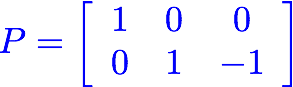 P = [ 1 0 0
0 1 −1 ]